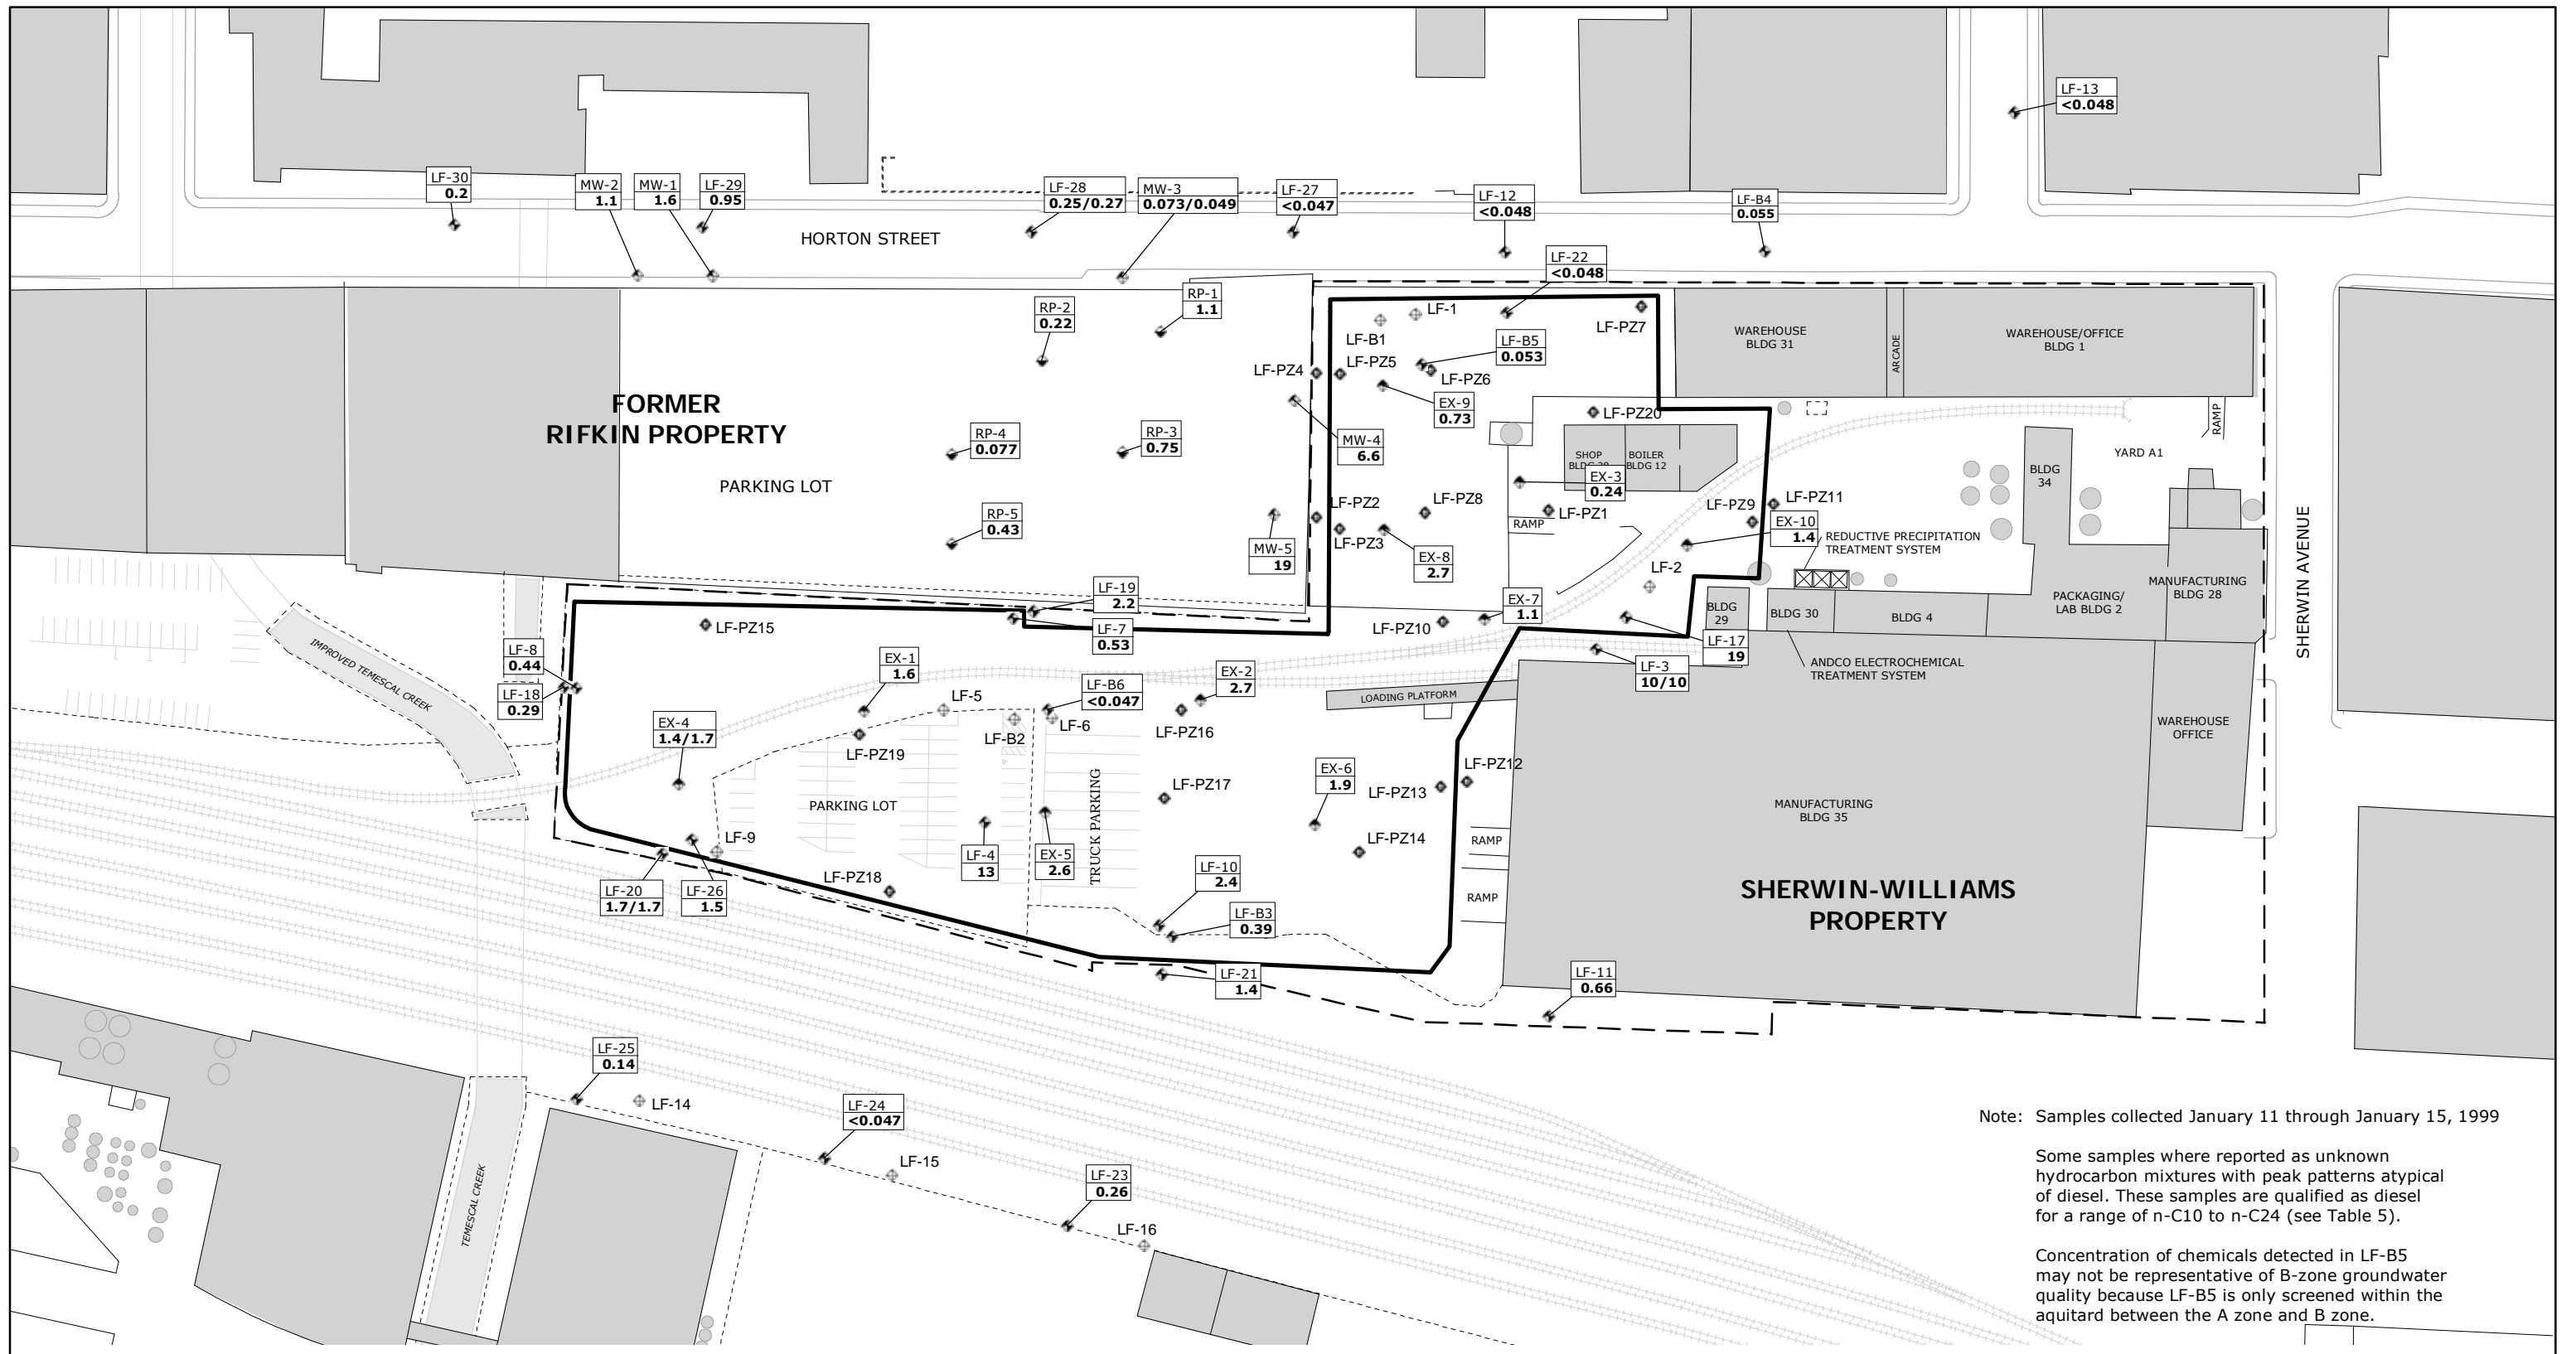 LF-13
<0.048
LF-30
0.2
MW-2
1.1
MW-1
1.6
LF-29
0.95
LF-28
0.25/0.27
MW-3
0.073/0.049
LF-27
<0.047
LF-12
<0.048
LF-B4
0.055
HORTON STREET
LF-22
<0.048
RP-1
1.1
RP-2
0.22
LF-1
LF-B1
LF-PZ7
LF-B5
0.053
LF-PZ4
LF-PZ5
LF-PZ6
WAREHOUSE
BLDG 31
ARCADE
WAREHOUSE/OFFICE
BLDG 1
FORMER
RIFKIN PROPERTY
EX-9
0.73
LF-PZ20
RAMP
RP-4
0.077
RP-3
0.75
MW-4
6.6
SHOP
BLDG 28
BOILER
BLDG 12
EX-3
0.24
YARD A1
BLDG
34
PARKING LOT
LF-PZ2
LF-PZ8
LF-PZ1
LF-PZ9
LF-PZ11
RAMP
RP-5
0.43
LF-PZ3
EX-10
1.4
REDUCTIVE PRECIPITATION
TREATMENT SYSTEM
SHERWIN AVENUE
MW-5
19
EX-8
2.7
LF-2
LF-19
2.2
EX-7
1.1
MANUFACTURING
BLDG 28
PACKAGING/
LAB BLDG 2
BLDG
29
BLDG 30
BLDG 4
LF-PZ15
LF-7
0.53
LF-PZ10
LF-17
19
LF-8
0.44
IMPROVED TEMESCAL CREEK
EX-1
1.6
EX-2
2.7
LF-3
10/10
ANDCO ELECTROCHEMICAL
TREATMENT SYSTEM
LF-18
0.29
LF-B6
<0.047
LOADING PLATFORM
LF-5
EX-4
1.4/1.7
LF-B2
LF-6
LF-PZ16
WAREHOUSE
OFFICE
LF-PZ19
LF-PZ12
EX-6
1.9
LF-PZ17
LF-PZ13
PARKING LOT
TRUCK PARKING
MANUFACTURING
BLDG 35
LF-9
LF-4
13
EX-5
2.6
LF-PZ14
RAMP
LF-20
1.7/1.7
LF-26
1.5
LF-PZ18
LF-10
2.4
RAMP
SHERWIN-WILLIAMS
PROPERTY
LF-B3
0.39
LF-21
1.4
LF-11
0.66
LF-25
0.14
LF-14
LF-24
<0.047
LF-15
LF-23
0.26
LF-16
TEMESCAL CREEK
Note: Samples collected January 11 through January 15, 1999
Some samples where reported as unknown
hydrocarbon mixtures with peak patterns atypical
of diesel. These samples are qualified as diesel
for a range of n-C10 to n-C24 (see Table 5).
Concentration of chemicals detected in LF-B5
may not be representative of B-zone groundwater
quality because LF-B5 is only screened within the
aquitard between the A zone and B zone.